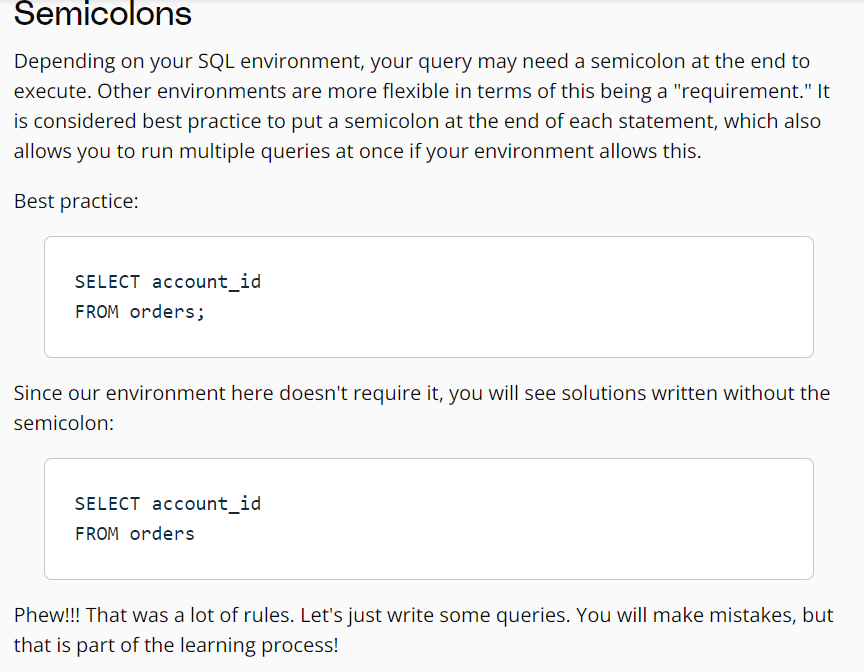 Semicolons
Depending on your SQL environment, your query may need a semicolon at the end to
execute. Other environments are more flexible in terms of this being a "requirement." It
is considered best practice to put a semicolon at the end of each statement, which also
allows you to run multiple queries at once if your environment allows this.
Best practice:
SELECT account_id
FROM orders;
Since our environment here doesn't require it, you will see solutions written without the
semicolon:
SELECT account_id
FROM orders
Phew!!! That was a lot of rules. Let's just write some queries. You will make mistakes, but
that is part of the learning process!